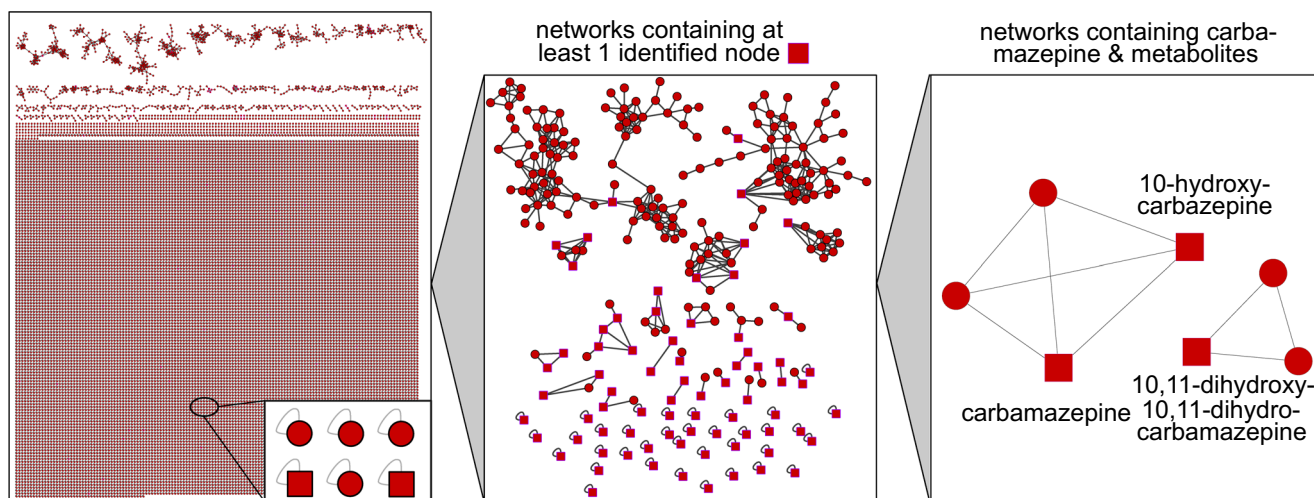 networks containing at
least 1 identified node
networks containing carba-
mazepine & metabolites
10-hydroxy-
carbazepine
carbamazepine
10,11-dihydroxy-
10,11-dihydro-
carbamazepine